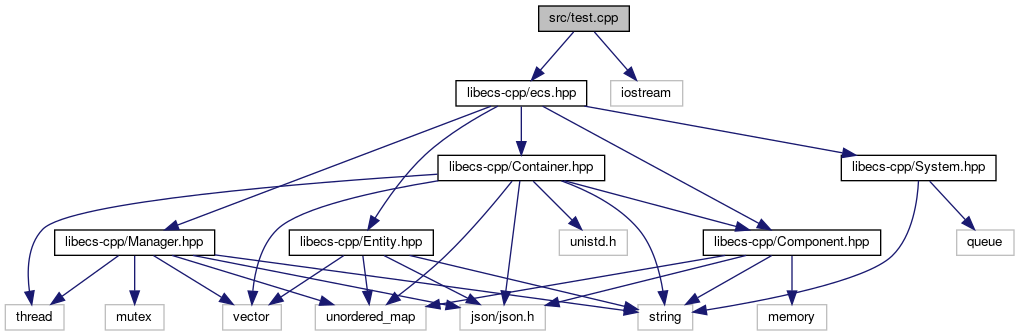 src/test.cpp
libecs-cpp/ecs.hpp
iostream
libecs-cpp/Container.hpp
libecs-cpp/System.hpp
libecs-cpp/Manager.hpp
libecs-cpp/Entity.hpp
unistd.h
libecs-cpp/Component.hpp
queue
thread
mutex
vector
unordered_map
json/json.h
string
memory